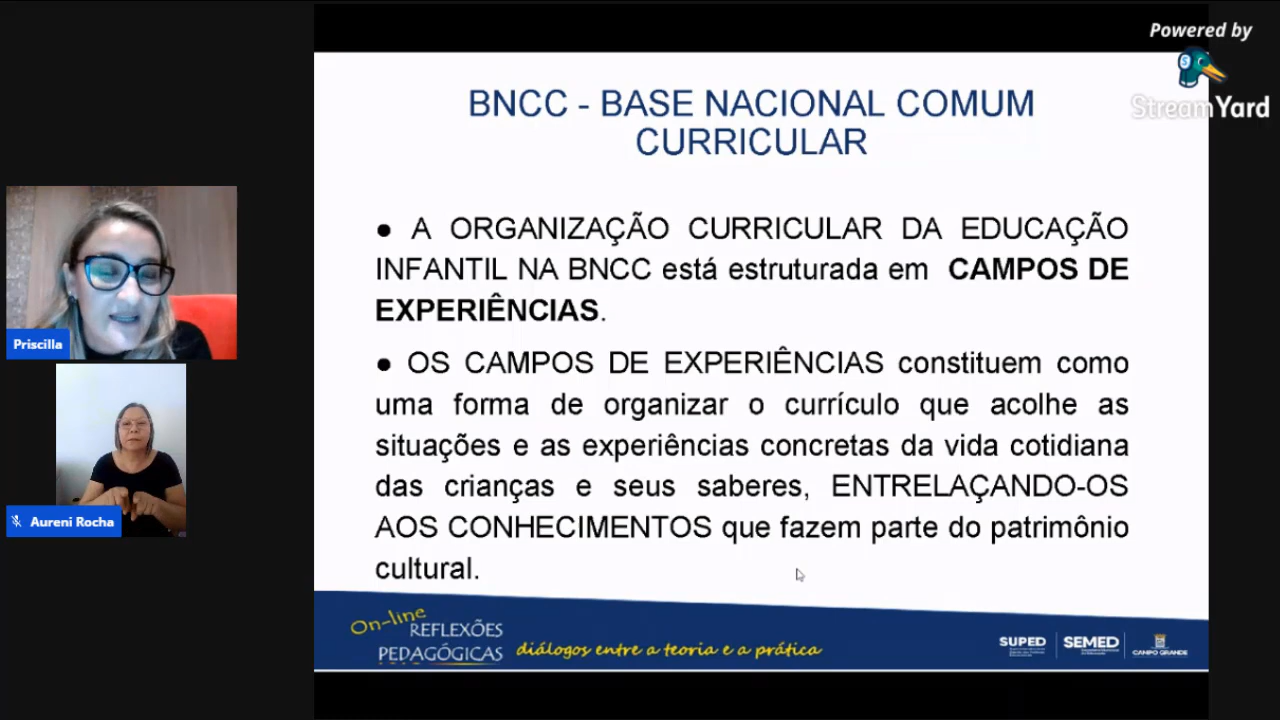 Powered by
StreamYard
BNCC - BASE NACIONAL COMUM
CURRICULAR
● A ORGANIZAÇÃO CURRICULAR DA EDUCAÇÃO
INFANTIL NA BNCC está estruturada em CAMPOS DE
EXPERIÊNCIAS.
● OS CAMPOS DE EXPERIÊNCIAS constituem como
uma forma de organizar o currículo que acolhe as
situações e as experiências concretas da vida cotidiana
das crianças e seus saberes, ENTRELAÇANDO-OS
AOS CONHECIMENTOS que fazem parte do patrimônio
cultural.
Priscilla
Aureni Rocha
On-line
REFLEXÕES
PEDAGÓGICAS
diálogos entre a teoria e a prática
SUPED
SEMED
CAMPO GRANDE